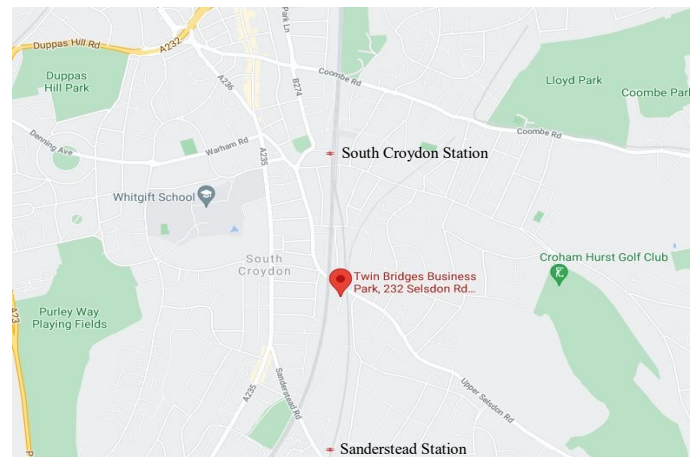 Park Ln
Duppas Hill Rd
A232
Duppas
Hill Park
A236
B274
Coombe Rd
Lloyd Park
Coombe Park
Coombe Rd
Denning Ave
Warham Rd
A235
South Croydon Station
Whitgift School
South
Croydon
Croham Hurst Golf Club
Twin Bridges Business
Park, 232 Selsdon Rd...
A23
Purley Way
Playing Fields
A235
Sanderstead Rd
Upper Selsdon Rd
Sanderstead Station